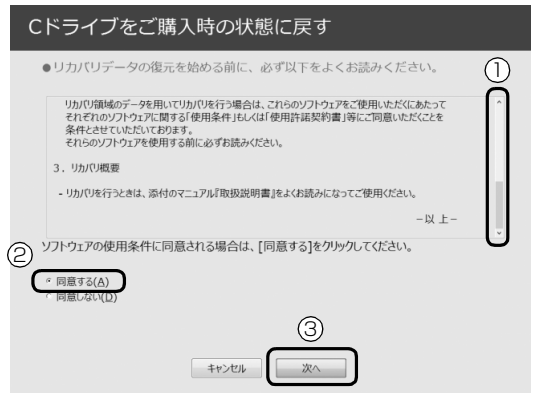 Cドライブをご購入時の状態に戻す
●リカバリデータの復元を始める前に、必ず以下をよくお読みください。
①
リカバリ領域のデータを用いてリカバリを行う場合は、これらのソフトウェアをご使用いただくにあたって
それぞれのソフトウェアに関する「使用条件」もしくは「使用許諾契約書」等にご同意いただくことを
条件とさせていただいております。
それらのソフトウェアを使用する前に必ずお読みください。
3．リカバリ概要
- リカバリを行うときは、添付のマニュアル『取扱説明書』をよくお読みになってご使用ください。
－以 上－
ソフトウェアの使用条件に同意される場合は、[同意する]をクリックしてください。
②
同意する(A)
同意しない(D)
③
キャンセル 次へ